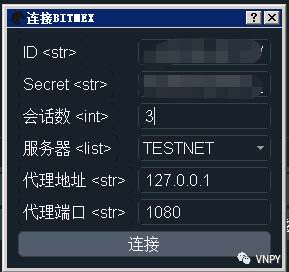 连接BITMEX
ID <str>
Secret <str>
会话数 <int> 3
服务器 <list> TESTNET
代理地址 <str> 127.0.0.1
代理端口 <str> 1080
连接
VNPY